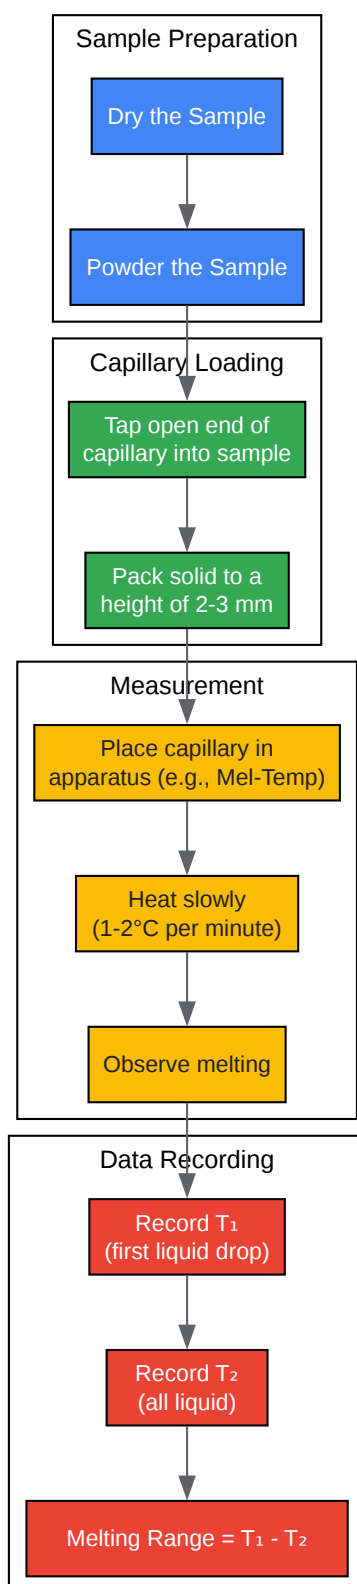 Sample Preparation
Dry the Sample
Powder the Sample
Capillary Loading
Tap open end of
capillary into sample
Pack solid to a
height of 2-3 mm
Measurement
Place capillary in
apparatus (e.g., Mel-Temp)
Heat slowly
(1-2°C per minute)
Observe melting
Data Recording
Record T₁
(first liquid drop)
Record T₂
(all liquid)
Melting Range = T₁ - T₂